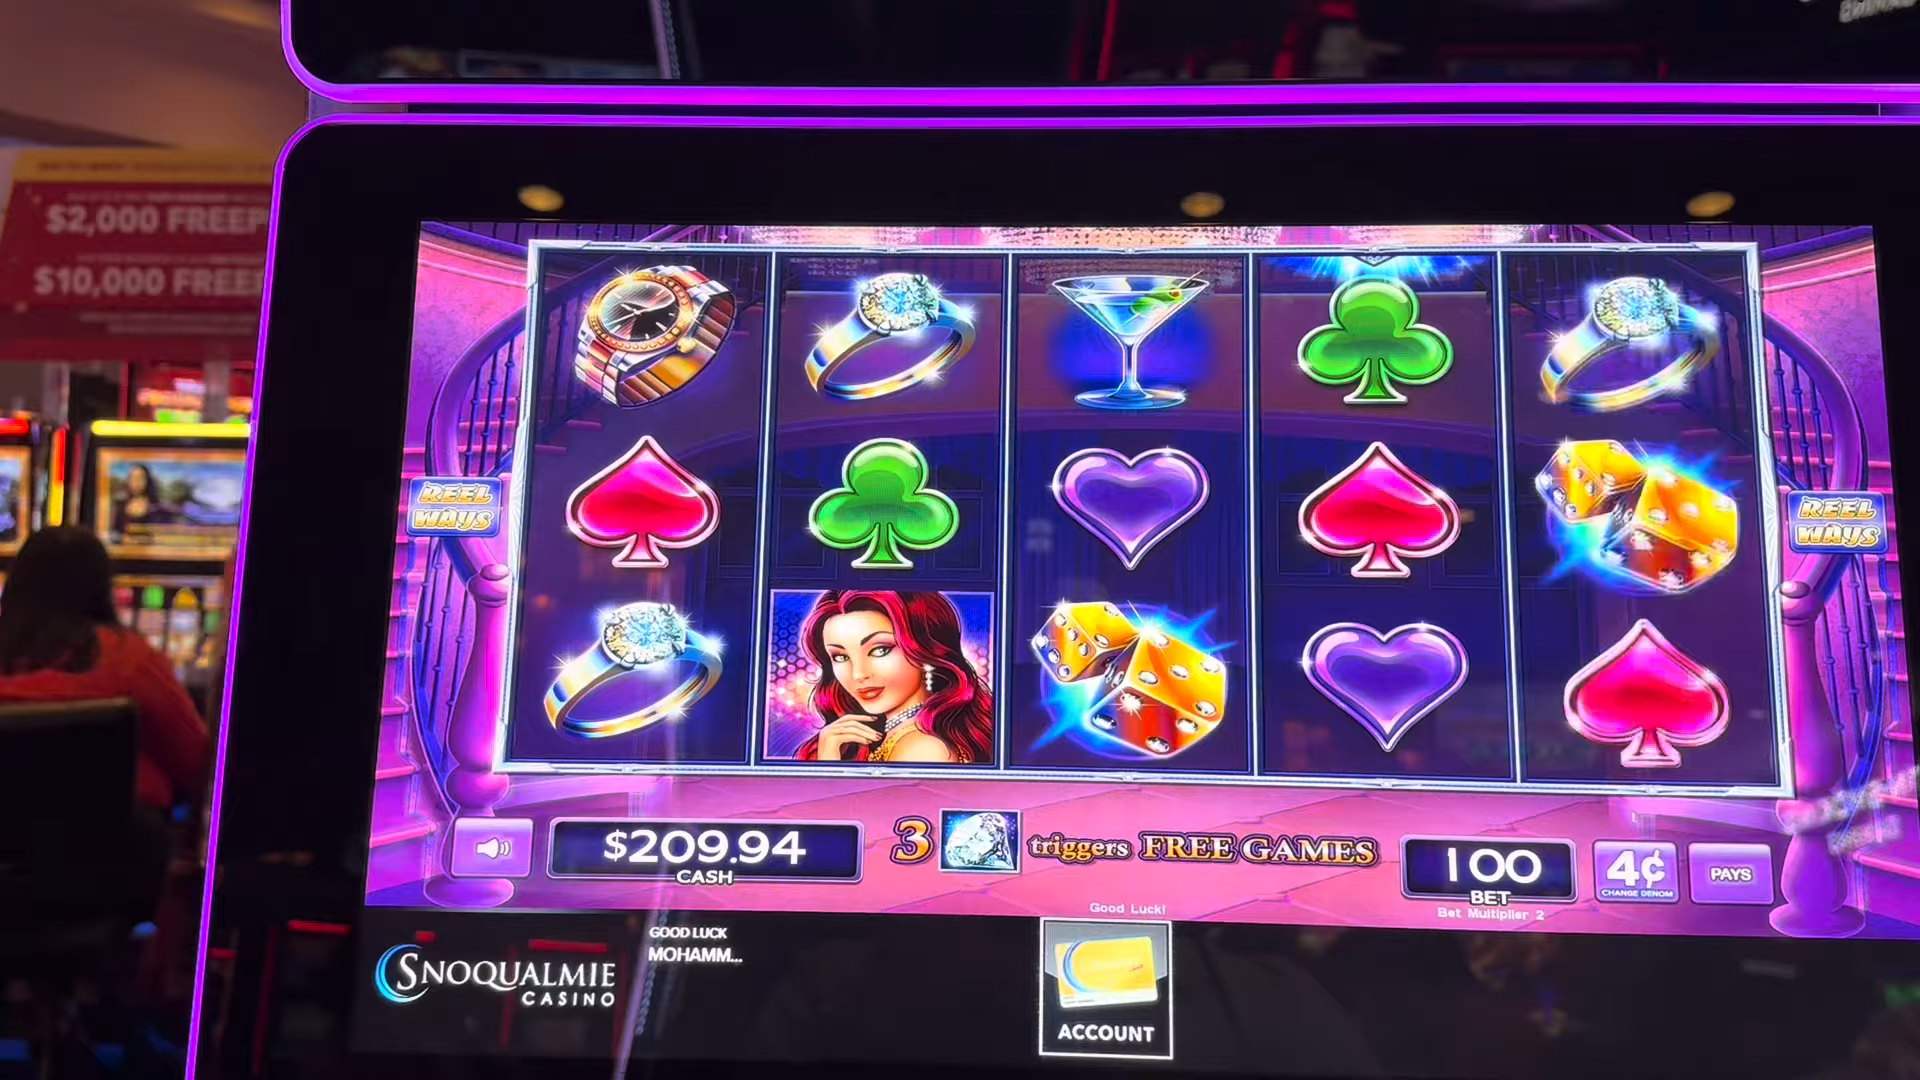 $2,000 FREEP
$10,000 FREE
REEL
WAYS
REEL
WAYS
$209.94
CASH
3 triggers FREE GAMES
100
BET
Bet Multiplier 2
4¢
CHANGE DENOM
PAYS
Good Luck!
SNOQUALMIE
CASINO
GOOD LUCK
MOHAMM...
ACCOUNT